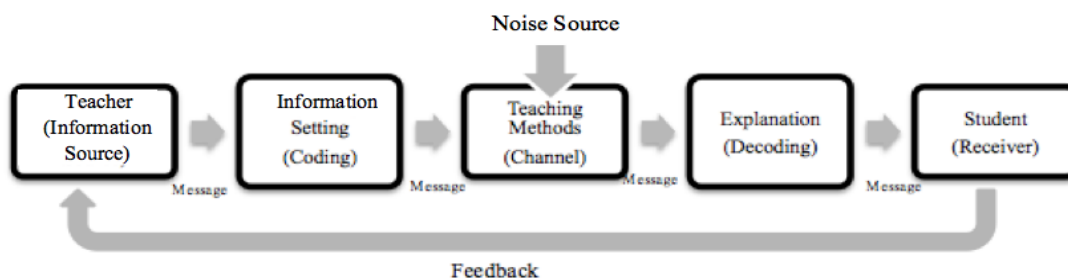 Noise Source
Teacher
(Information
Source)
Information
Setting
(Coding)
Teaching
Methods
(Channel)
Explanation
(Decoding)
Student
(Receiver)
Message
Message
Message
Message
Feedback